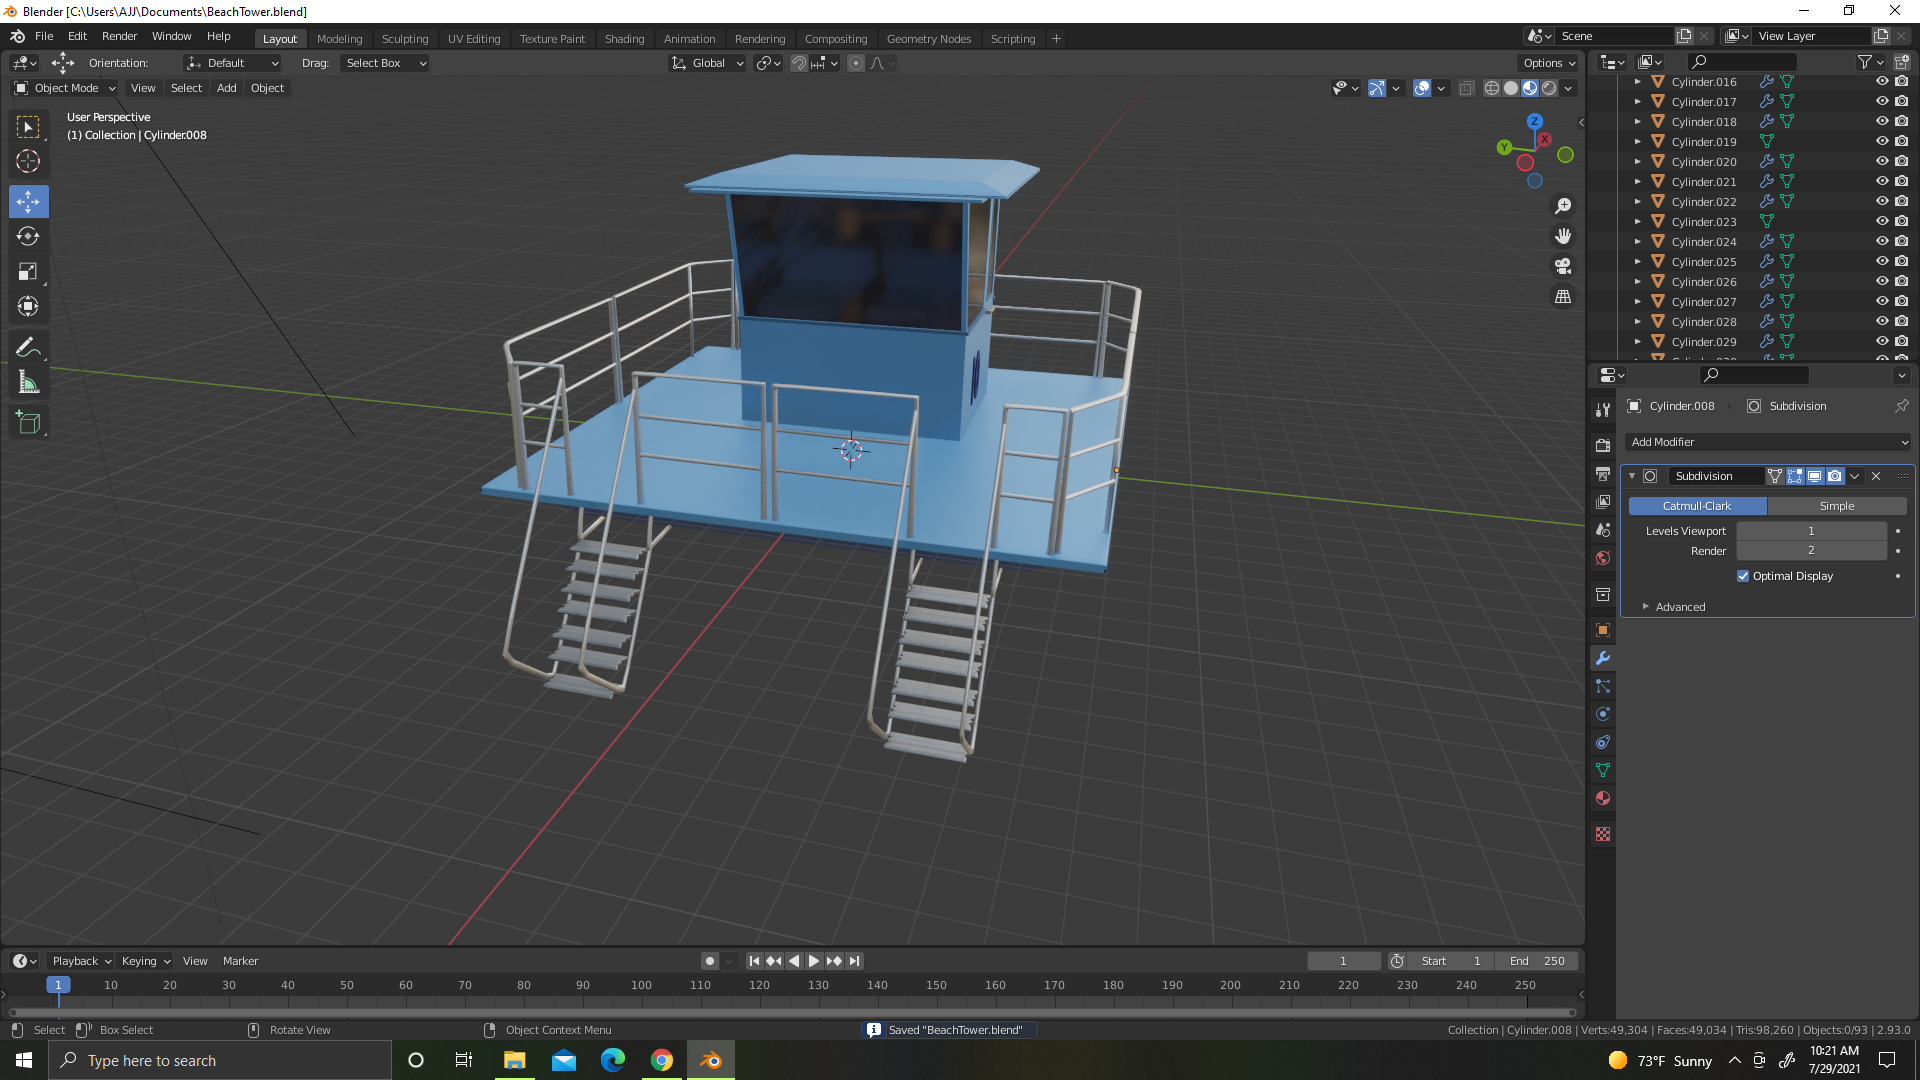 Blender [C:\Users\AJJ\Documents\BeachTower.blend]
File Edit Render Window Help Layout Modeling Sculpting UV Editing Texture Paint Shading Animation Rendering Compositing Geometry Nodes Scripting + Scene View Layer
Orientation: Default Drag: Select Box Global Options
Object Mode View Select Add Object
User Perspective
(1) Collection | Cylinder.008
Z
X
Y
Cylinder.016
Cylinder.017
Cylinder.018
Cylinder.019
Cylinder.020
Cylinder.021
Cylinder.022
Cylinder.023
Cylinder.024
Cylinder.025
Cylinder.026
Cylinder.027
Cylinder.028
Cylinder.029
Cylinder.008 Subdivision
Add Modifier
Subdivision
Catmull-Clark Simple
Levels Viewport 1
Render 2
Optimal Display
Advanced
Playback Keying View Marker 1 Start 1 End 250
1 10 20 30 40 50 60 70 80 90 100 110 120 130 140 150 160 170 180 190 200 210 220 230 240 250
Select Box Select Rotate View Object Context Menu Saved "BeachTower.blend" Collection | Cylinder.008 | Verts:49,304 | Faces:49,034 | Tris:98,260 | Objects:0/93 | 2.93.0
Type here to search 73°F Sunny 10:21 AM
7/29/2021